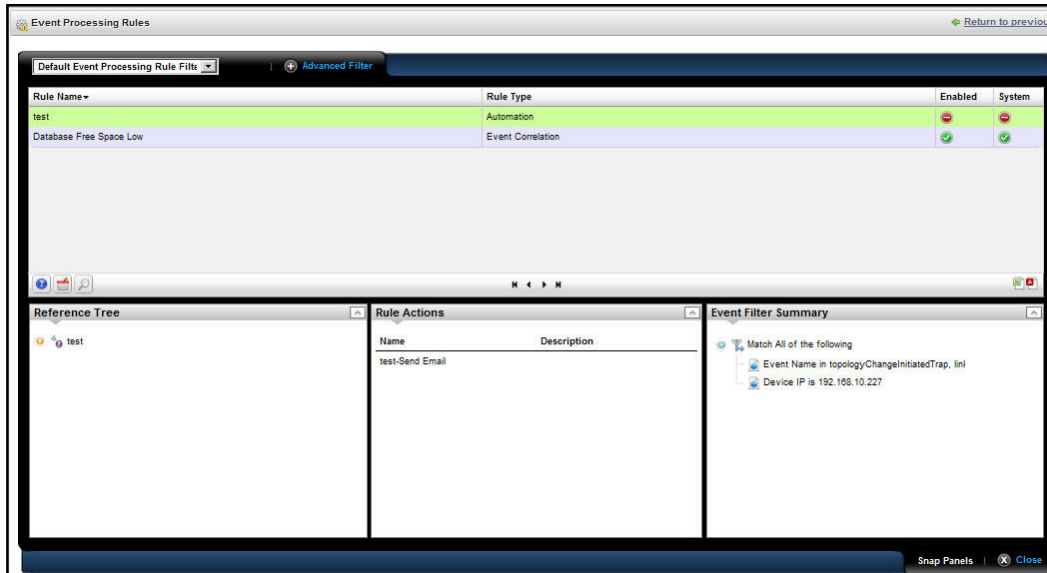 Event Processing Rules
Return to previou
Default Event Processing Rule Filte
Advanced Filter
Rule Name Rule Type Enabled System
test Automation
Database Free Space Low Event Correlation
Reference Tree
test
Rule Actions
Name Description
test-Send Email
Event Filter Summary
Match All of the following
Event Name in topologyChangeInitiatedTrap, linl
Device IP is 192.168.10.227
Snap Panels | Close